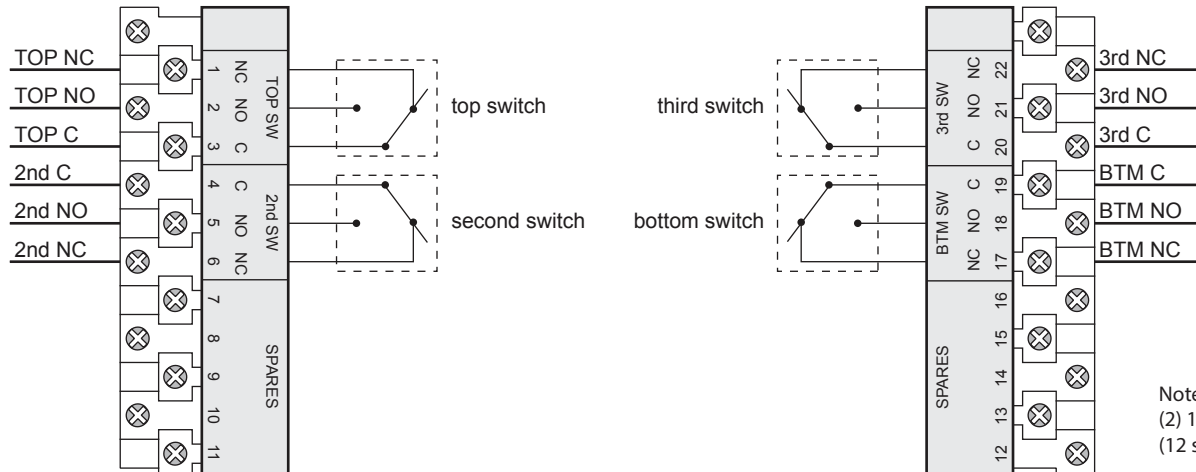 TOP NC
TOP NO
TOP C
2nd C
2nd NO
2nd NC
1 NC
2 NO
3 C
TOP SW
4 C
5 NO
6 NC
2nd SW
7
8
9
10
11
SPARES
top switch
second switch
third switch
bottom switch
3rd SW
NC 22
NO 21
C 20
BTM SW
C 19
NO 18
NC 17
SPARES
16
15
14
13
12
3rd NC
3rd NO
3rd C
BTM C
BTM NO
BTM NC
Note
(2) 1
(12 s